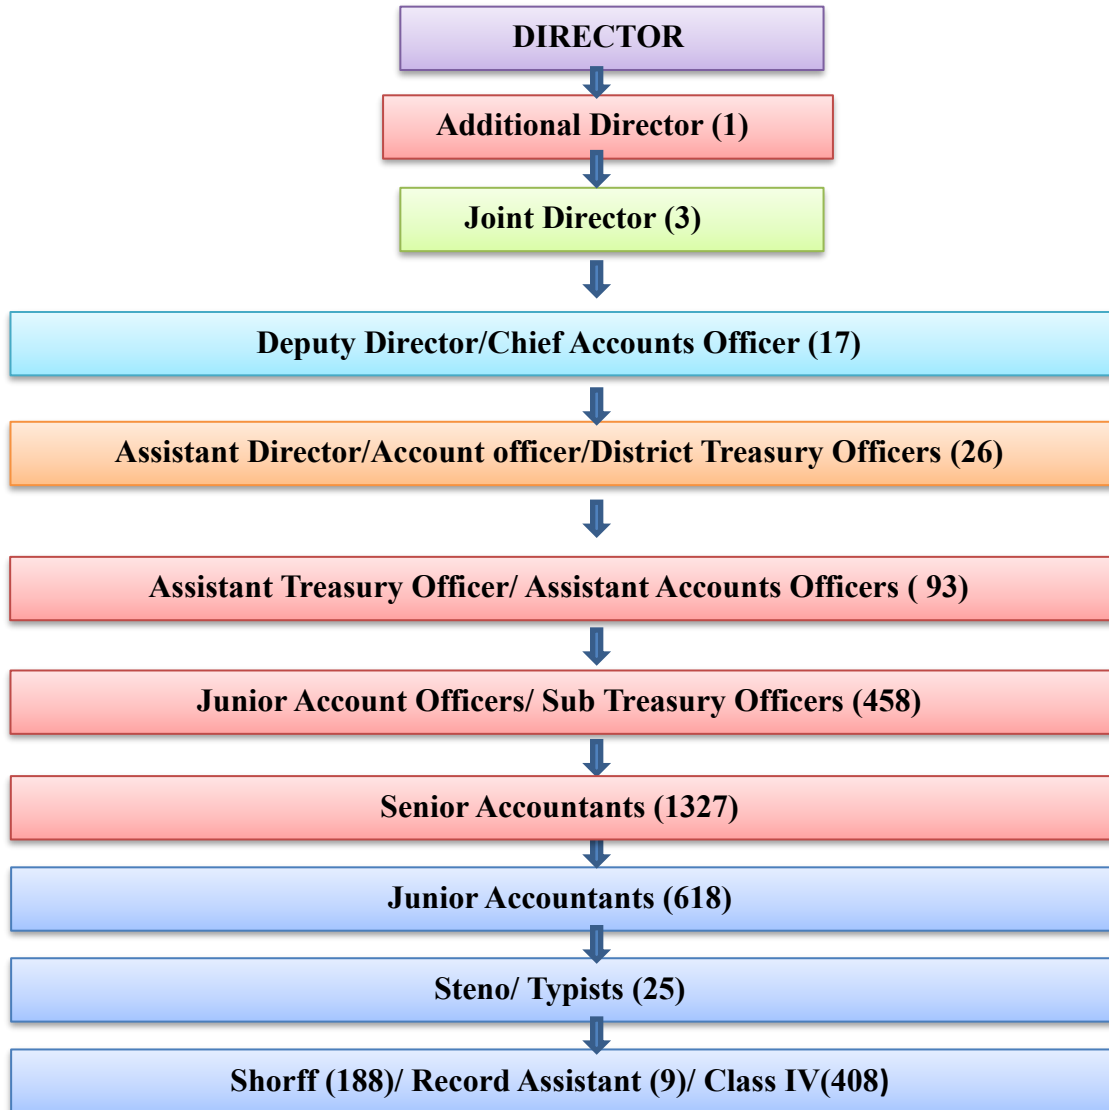 DIRECTOR
Additional Director (1)
Joint Director (3)
Deputy Director/Chief Accounts Officer (17)
Assistant Director/Account officer/District Treasury Officers (26)
Assistant Treasury Officer/ Assistant Accounts Officers ( 93)
Junior Account Officers/ Sub Treasury Officers (458)
Senior Accountants (1327)
Junior Accountants (618)
Steno/ Typists (25)
Shorff (188)/ Record Assistant (9)/ Class IV(408)